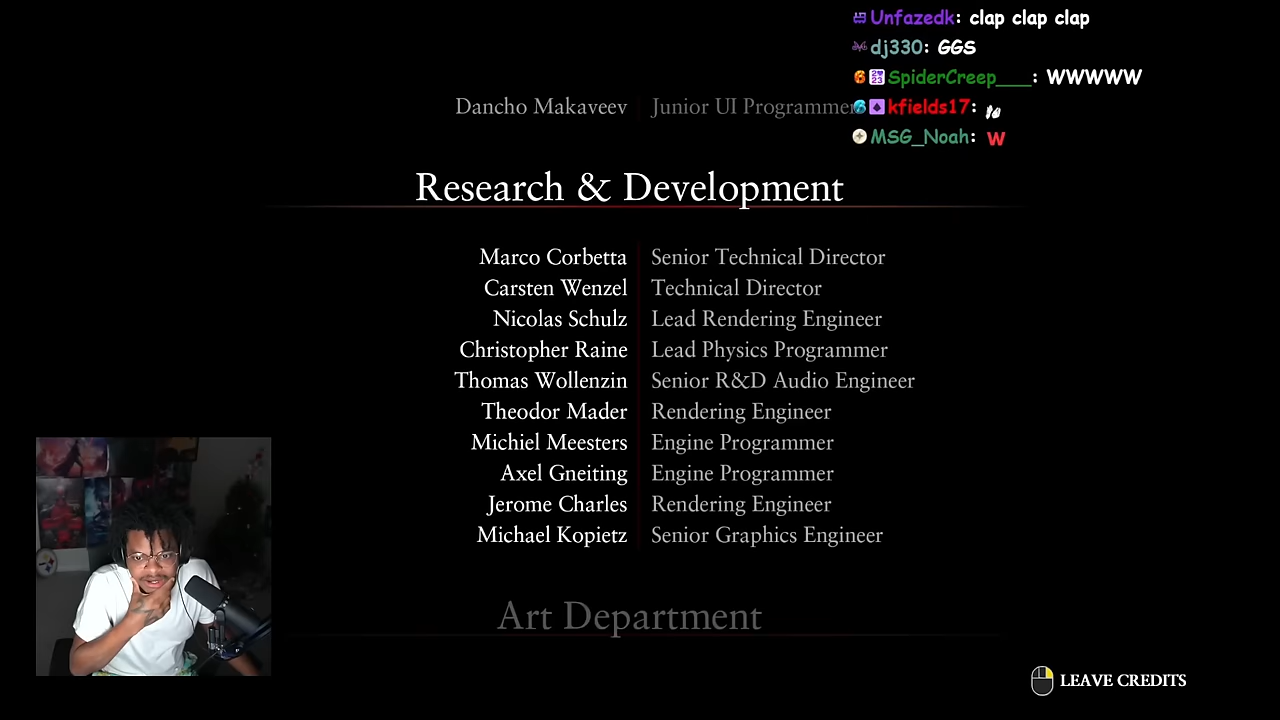 Unfazedk: clap clap clap
dj330: GGS
SpiderCreep___: WWWWW
kfields17:
MSG_Noah: W
Dancho Makaveev Junior UI Programmer
Research & Development
Marco Corbetta Senior Technical Director
Carsten Wenzel Technical Director
Nicolas Schulz Lead Rendering Engineer
Christopher Raine Lead Physics Programmer
Thomas Wollenzin Senior R&D Audio Engineer
Theodor Mader Rendering Engineer
Michiel Meesters Engine Programmer
Axel Gneiting Engine Programmer
Jerome Charles Rendering Engineer
Michael Kopietz Senior Graphics Engineer
Art Department
LEAVE CREDITS